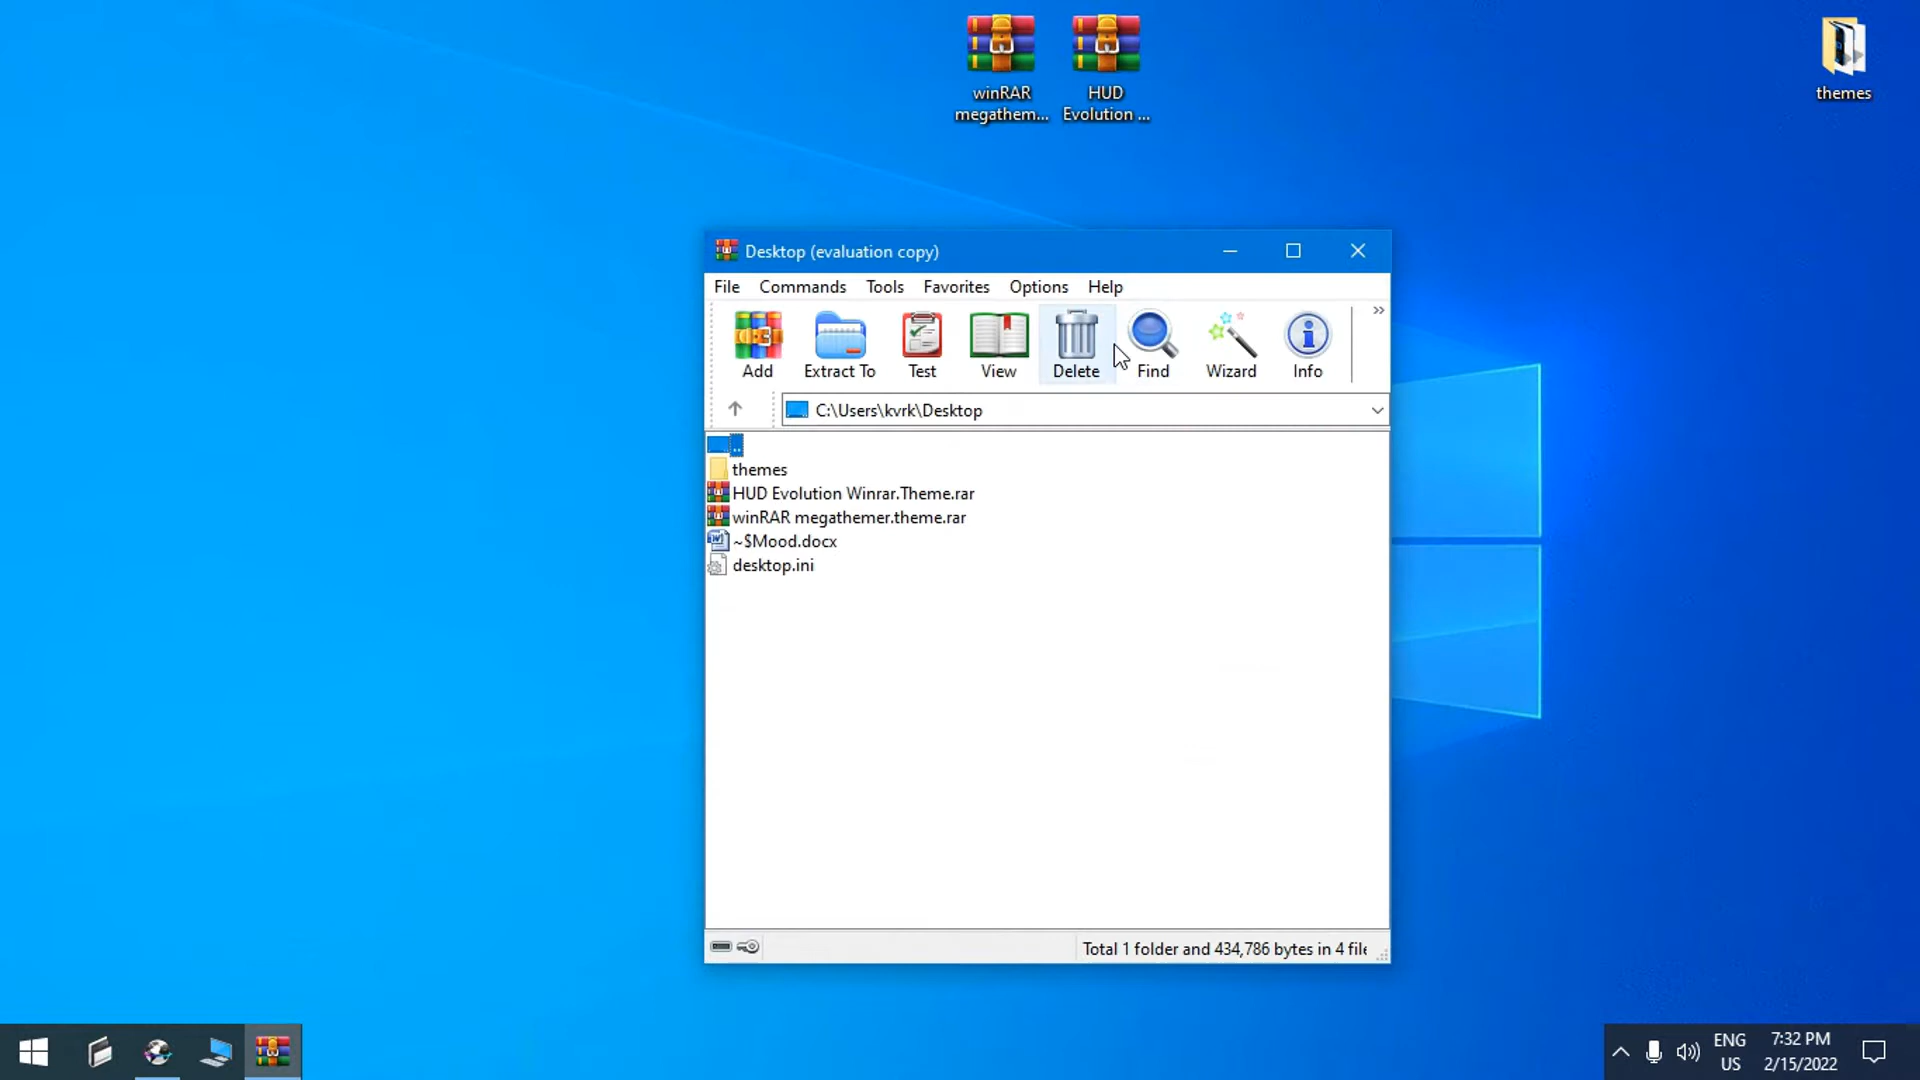 winRAR
megathem...
HUD
Evolution ...
themes
Desktop (evaluation copy)
File Commands Tools Favorites Options Help
Add Extract To Test View Delete Find Wizard Info
C:\Users\kvrk\Desktop
..
themes
HUD Evolution Winrar.Theme.rar
winRAR megathemer.theme.rar
~$Mood.docx
desktop.ini
Total 1 folder and 434,786 bytes in 4 file
ENG 7:32 PM
US 2/15/2022